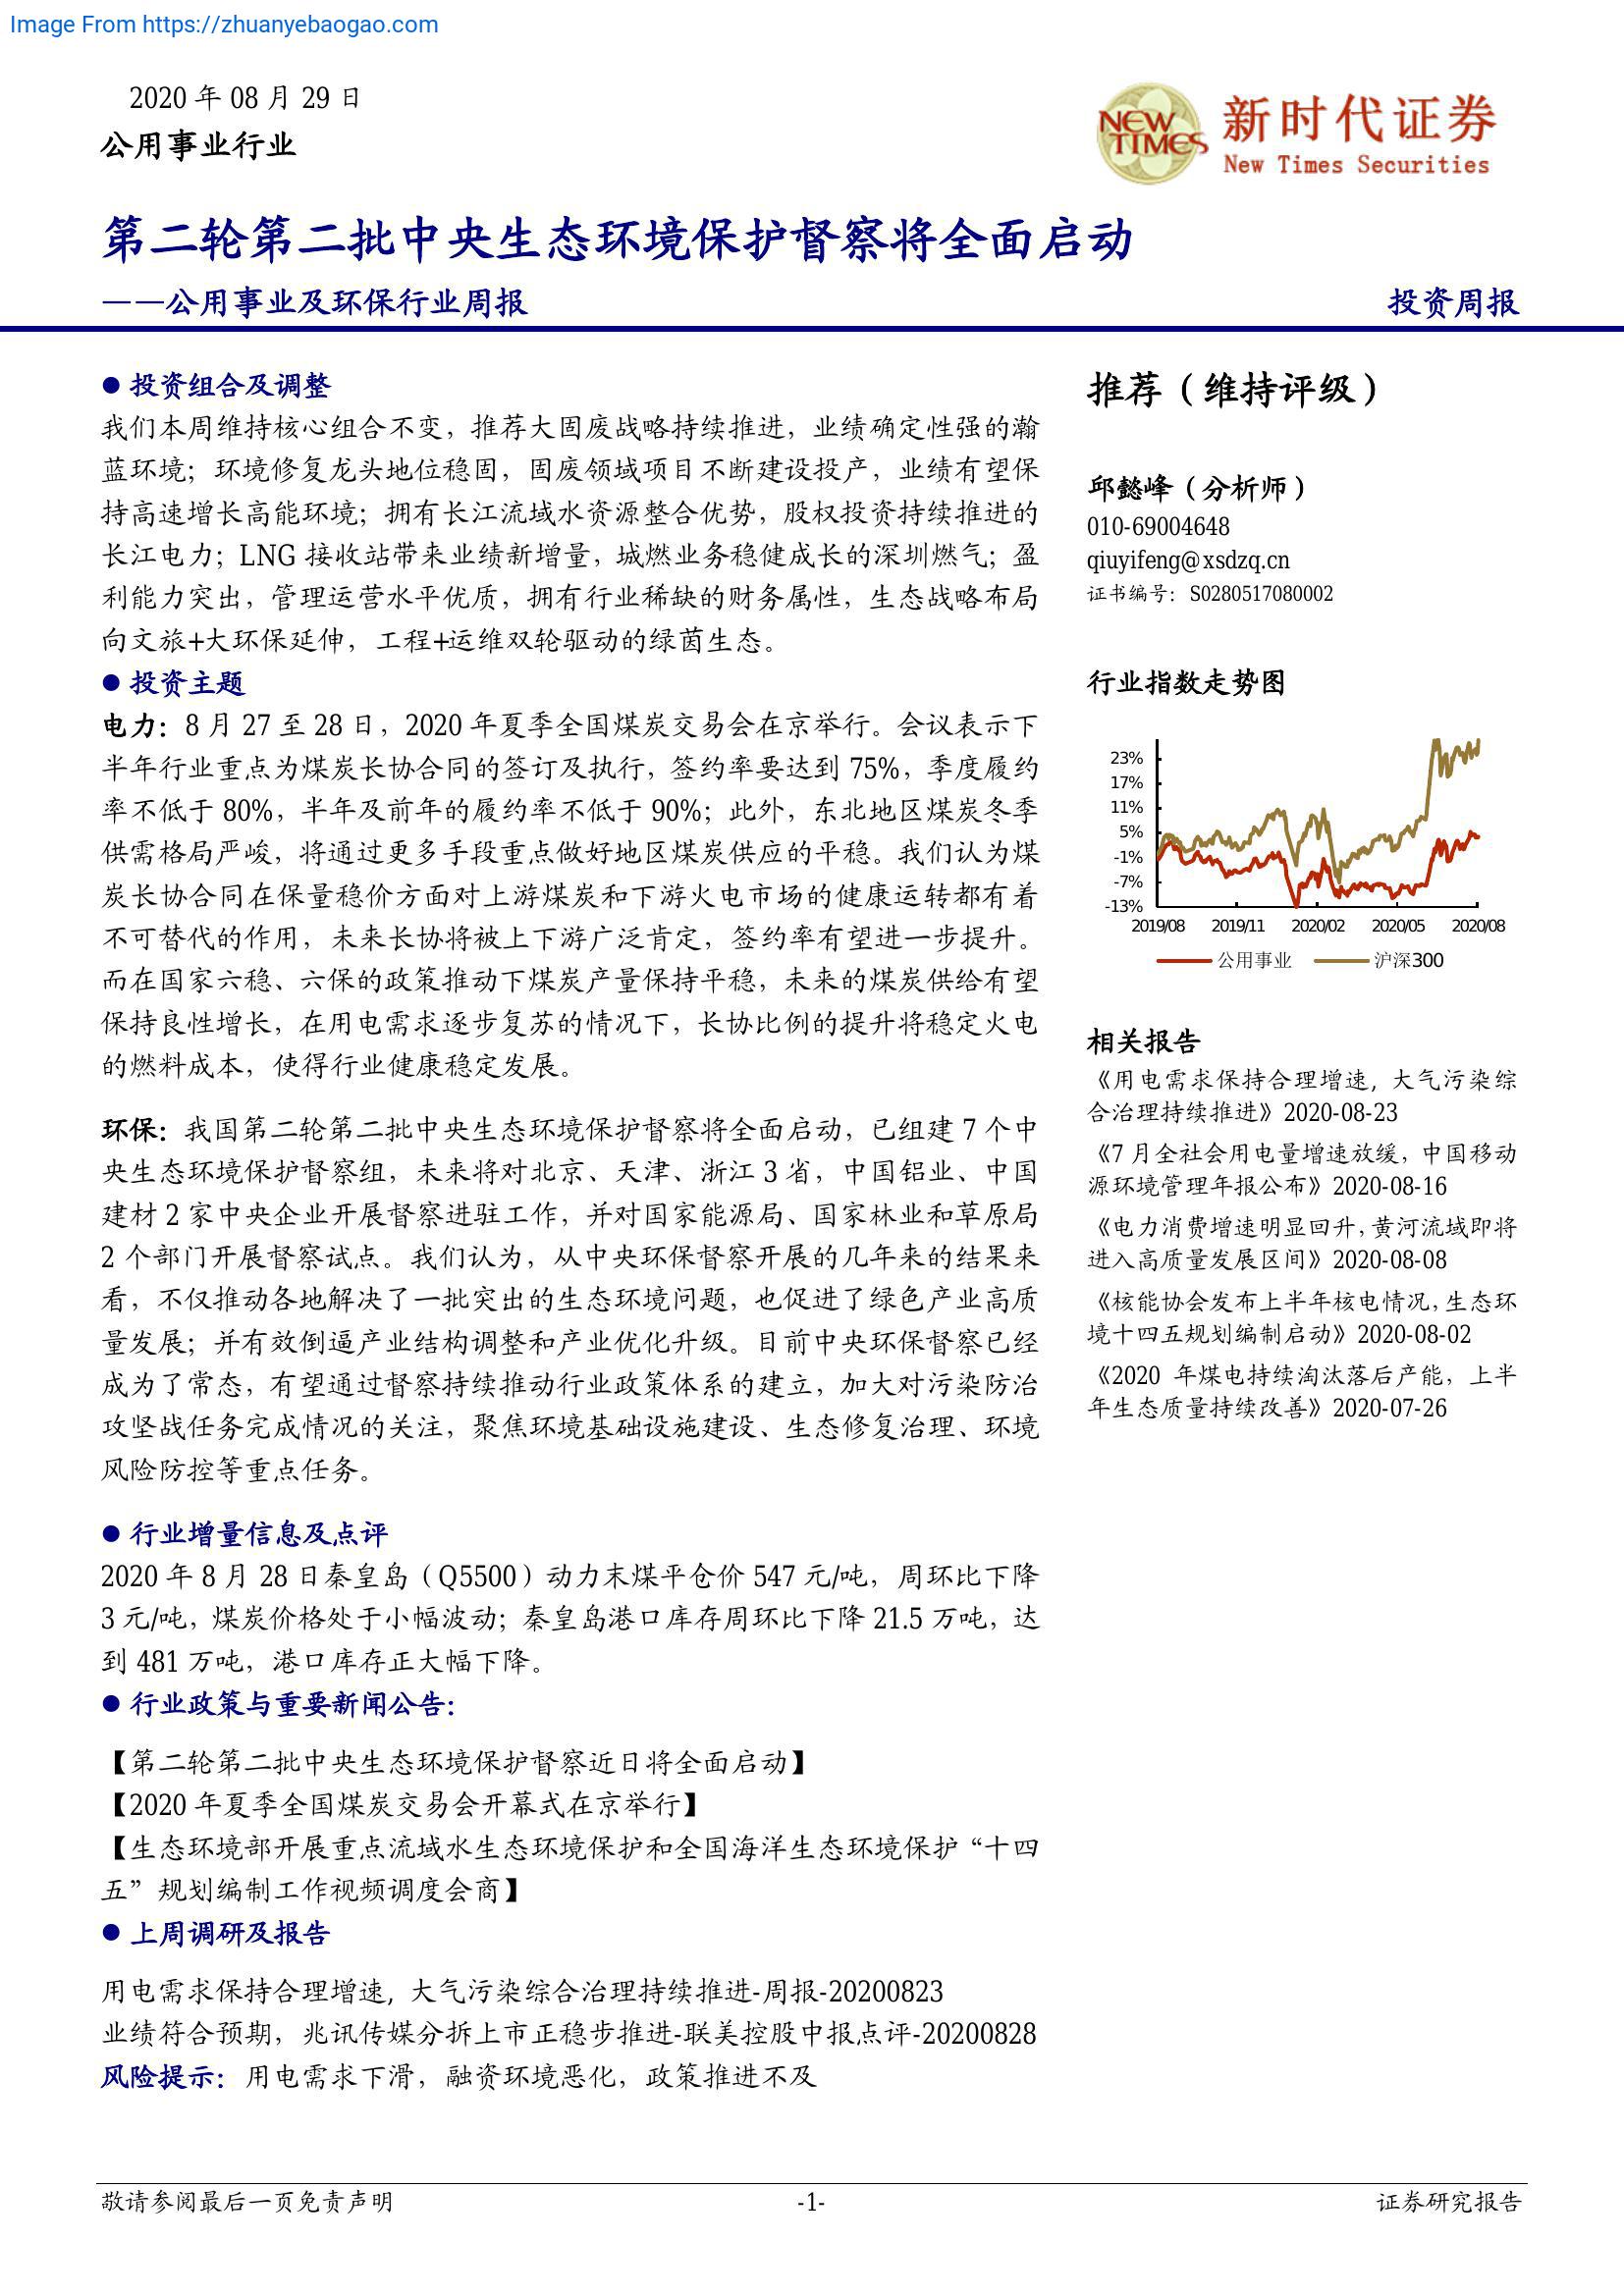 Image From https://zhuanyebaogao.com
2020 年 08 月 29 日
公用事业行业
NEW TIMES
新时代证券
New Times Securities
第二轮第二批中央生态环境保护督察将全面启动
——公用事业及环保行业周报
投资周报
● 投资组合及调整
我们本周维持核心组合不变，推荐大固废战略持续推进，业绩确定性强的瀚
蓝环境；环境修复龙头地位稳固，固废领域项目不断建设投产，业绩有望保
持高速增长高能环境；拥有长江流域水资源整合优势，股权投资持续推进的
长江电力；LNG 接收站带来业绩新增量，城燃业务稳健成长的深圳燃气；盈
利能力突出，管理运营水平优质，拥有行业稀缺的财务属性，生态战略布局
向文旅+大环保延伸，工程+运维双轮驱动的绿茵生态。
● 投资主题
电力：8 月 27 至 28 日，2020 年夏季全国煤炭交易会在京举行。会议表示下
半年行业重点为煤炭长协合同的签订及执行，签约率要达到 75%，季度履约
率不低于 80%，半年及前年的履约率不低于 90%；此外，东北地区煤炭冬季
供需格局严峻，将通过更多手段重点做好地区煤炭供应的平稳。我们认为煤
炭长协合同在保量稳价方面对上游煤炭和下游火电市场的健康运转都有着
不可替代的作用，未来长协将被上下游广泛肯定，签约率有望进一步提升。
而在国家六稳、六保的政策推动下煤炭产量保持平稳，未来的煤炭供给有望
保持良性增长，在用电需求逐步复苏的情况下，长协比例的提升将稳定火电
的燃料成本，使得行业健康稳定发展。
环保：我国第二轮第二批中央生态环境保护督察将全面启动，已组建 7 个中
央生态环境保护督察组，未来将对北京、天津、浙江 3 省，中国铝业、中国
建材 2 家中央企业开展督察进驻工作，并对国家能源局、国家林业和草原局
2 个部门开展督察试点。我们认为，从中央环保督察开展的几年来的结果来
看，不仅推动各地解决了一批突出的生态环境问题，也促进了绿色产业高质
量发展；并有效倒逼产业结构调整和产业优化升级。目前中央环保督察已经
成为了常态，有望通过督察持续推动行业政策体系的建立，加大对污染防治
攻坚战任务完成情况的关注，聚焦环境基础设施建设、生态修复治理、环境
风险防控等重点任务。
● 行业增量信息及点评
2020 年 8 月 28 日秦皇岛（Q5500）动力末煤平仓价 547 元/吨，周环比下降
3 元/吨，煤炭价格处于小幅波动；秦皇岛港口库存周环比下降 21.5 万吨，达
到 481 万吨，港口库存正大幅下降。
● 行业政策与重要新闻公告：
【第二轮第二批中央生态环境保护督察近日将全面启动】
【2020 年夏季全国煤炭交易会开幕式在京举行】
【生态环境部开展重点流域水生态环境保护和全国海洋生态环境保护“十四
五”规划编制工作视频调度会商】
● 上周调研及报告
用电需求保持合理增速, 大气污染综合治理持续推进-周报-20200823
业绩符合预期，兆讯传媒分拆上市正稳步推进-联美控股中报点评-20200828
风险提示：用电需求下滑，融资环境恶化，政策推进不及
推荐（维持评级）
邱懿峰（分析师）
010-69004648
qiuyifeng@xsdzq.cn
证书编号：S0280517080002
行业指数走势图
23%
17%
11%
5%
-1%
-7%
-13%
2019/08 2019/11 2020/02 2020/05 2020/08
公用事业 沪深300
相关报告
《用电需求保持合理增速, 大气污染综
合治理持续推进》2020-08-23
《7 月全社会用电量增速放缓，中国移动
源环境管理年报公布》2020-08-16
《电力消费增速明显回升，黄河流域即将
进入高质量发展区间》2020-08-08
《核能协会发布上半年核电情况，生态环
境十四五规划编制启动》2020-08-02
《2020 年煤电持续淘汰落后产能，上半
年生态质量持续改善》2020-07-26
敬请参阅最后一页免责声明
-1-
证券研究报告